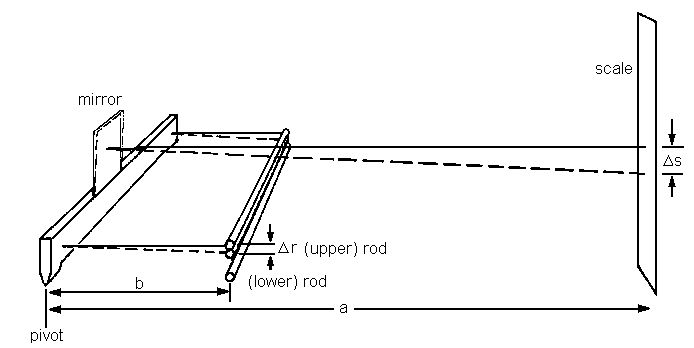 scale
mirror
Δs
Δr (upper) rod
b
(lower) rod
a
pivot